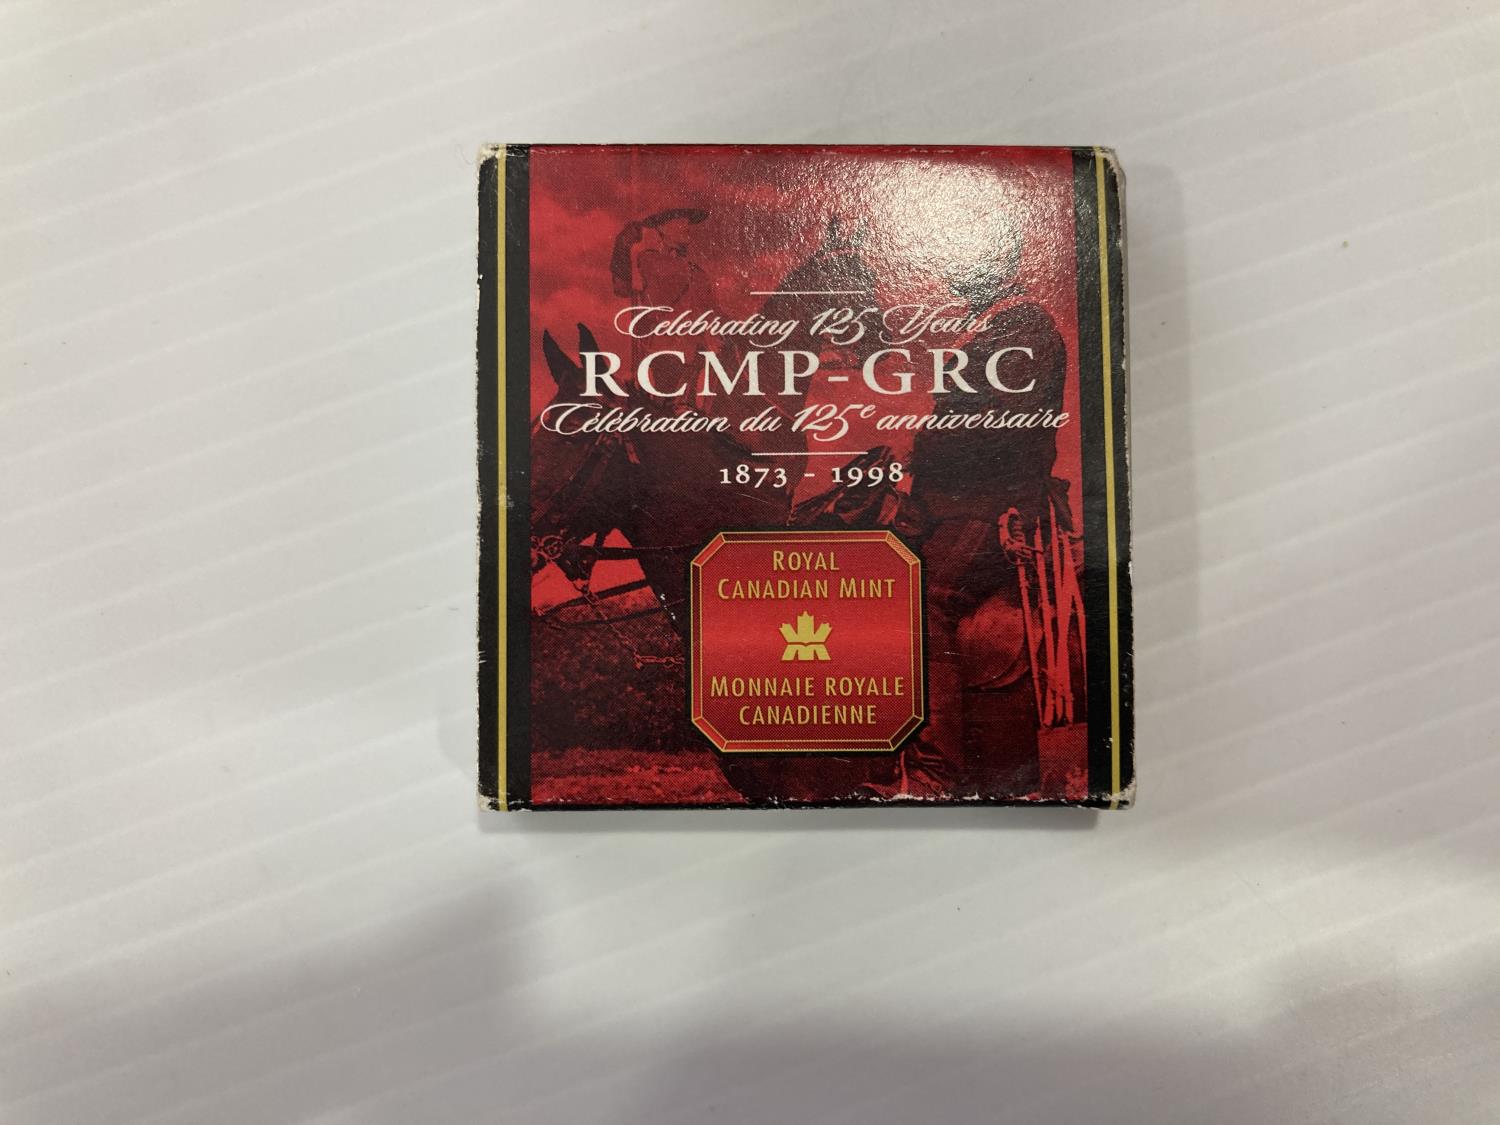 Celebrating 125 Years
RCMP-GRC
Célébration du 125e anniversaire
1873 - 1998
ROYAL
CANADIAN MINT
MONNAIE ROYALE
CANADIENNE